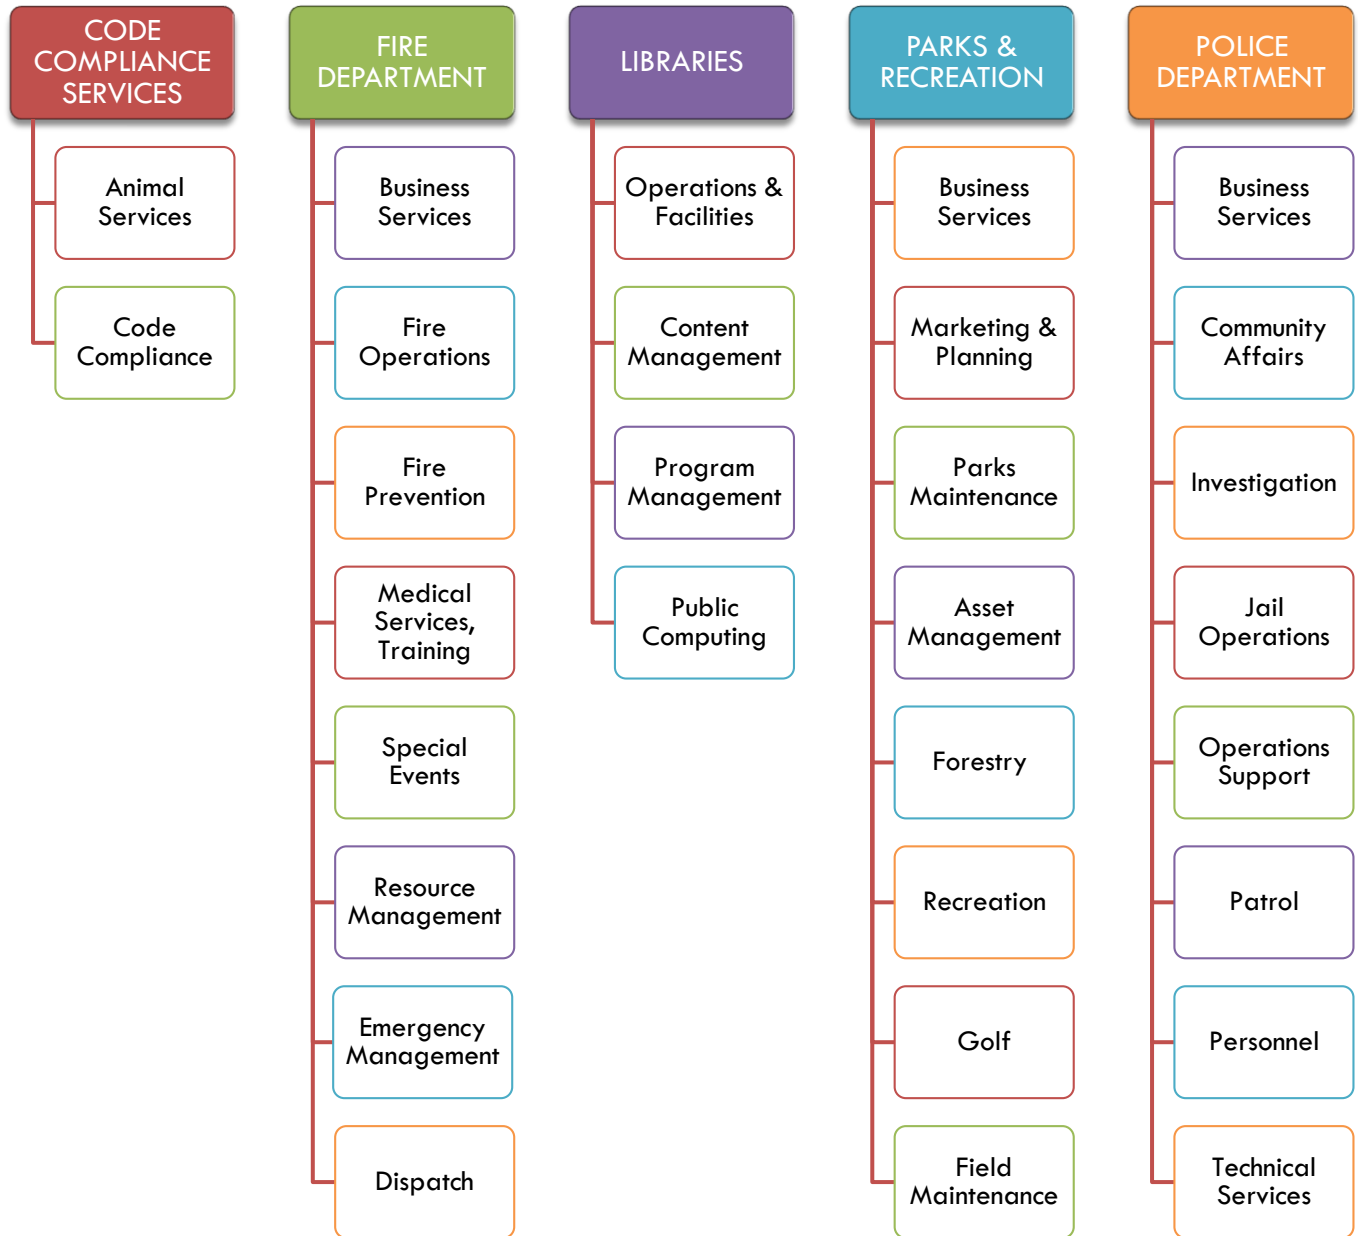 CODE
COMPLIANCE
SERVICES
Animal
Services
Code
Compliance
FIRE
DEPARTMENT
Business
Services
Fire
Operations
Fire
Prevention
Medical
Services,
Training
Special
Events
Resource
Management
Emergency
Management
Dispatch
LIBRARIES
Operations &
Facilities
Content
Management
Program
Management
Public
Computing
PARKS &
RECREATION
Business
Services
Marketing &
Planning
Parks
Maintenance
Asset
Management
Forestry
Recreation
Golf
Field
Maintenance
POLICE
DEPARTMENT
Business
Services
Community
Affairs
Investigation
Jail
Operations
Operations
Support
Patrol
Personnel
Technical
Services